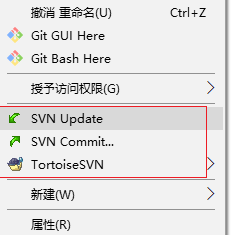 撤消 重命名(U) Ctrl+Z
Git GUI Here
Git Bash Here
授予访问权限(G)
SVN Update
SVN Commit...
TortoiseSVN
新建(W)
属性(R)